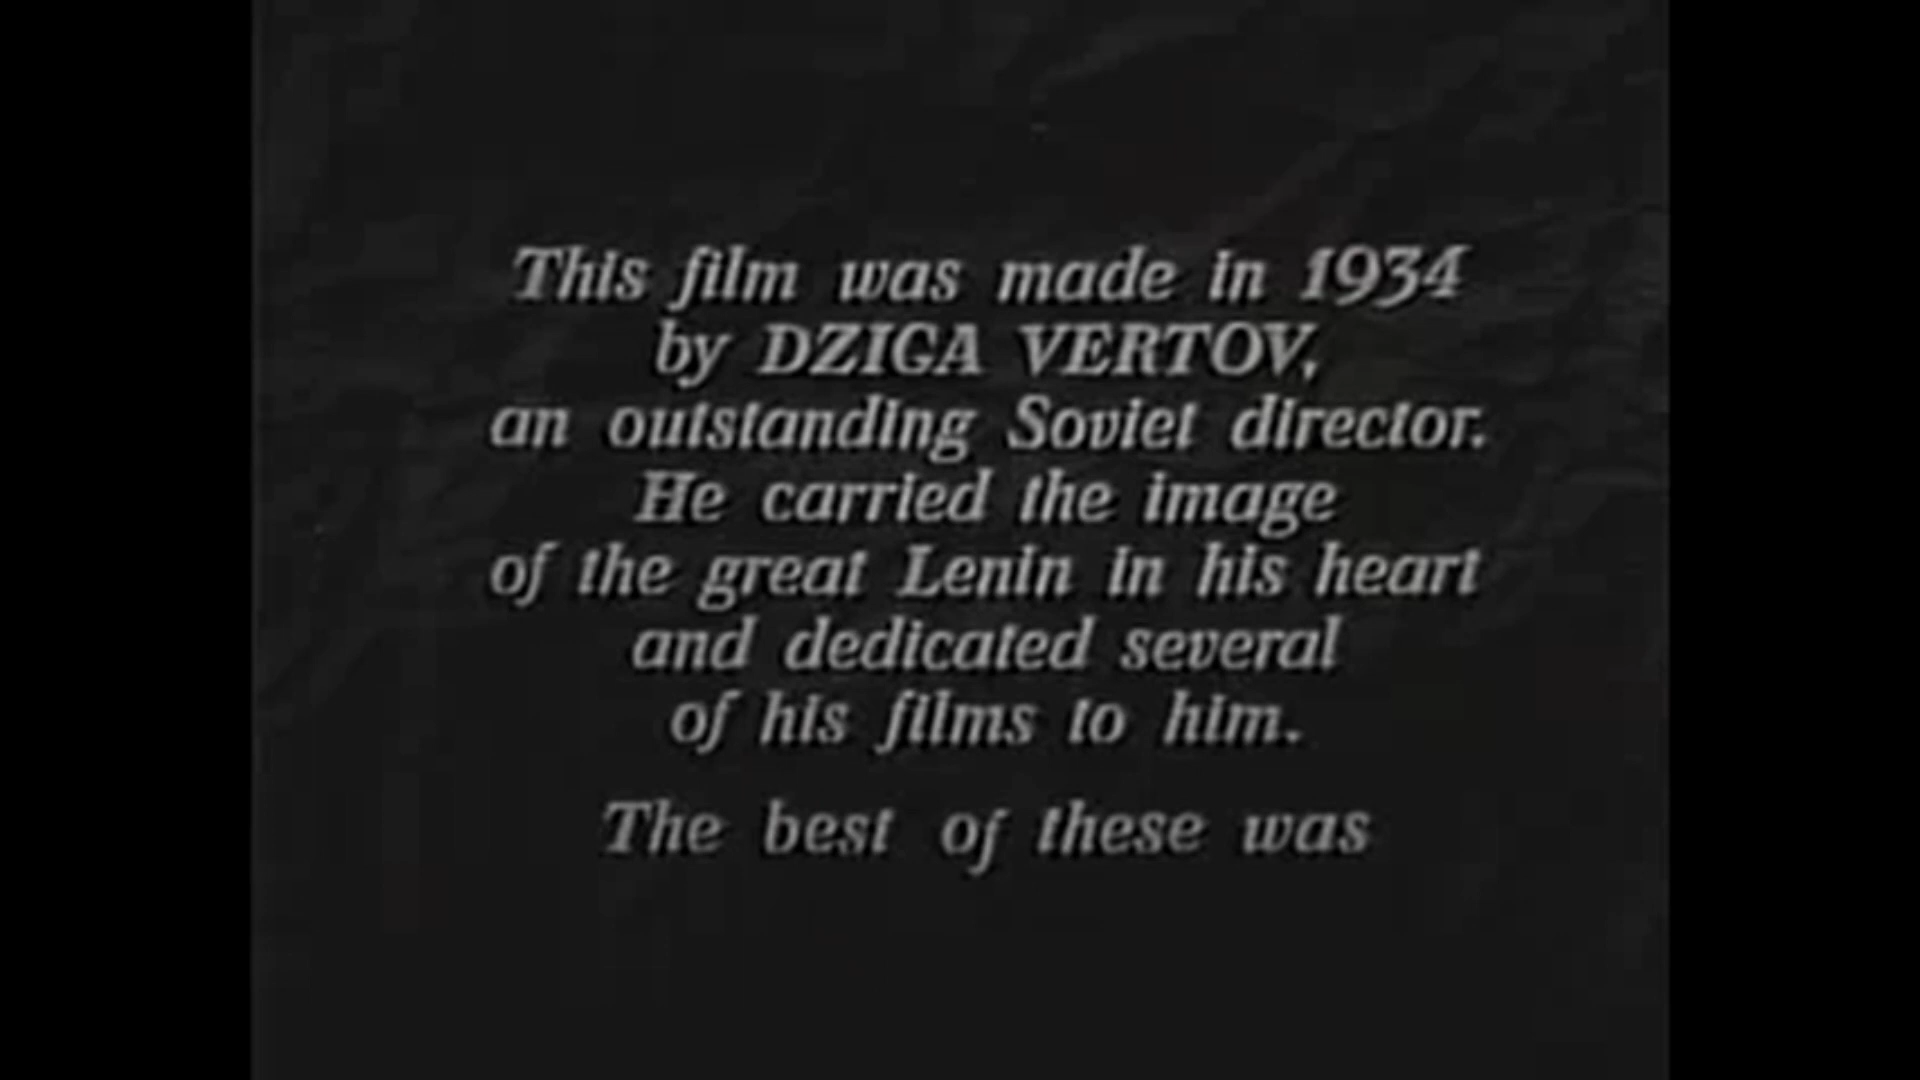 This film was made in 1934
by DZIGA VERTOV,
an outstanding Soviet director.
He carried the image
of the great Lenin in his heart
and dedicated several
of his films to him.
The best of these was